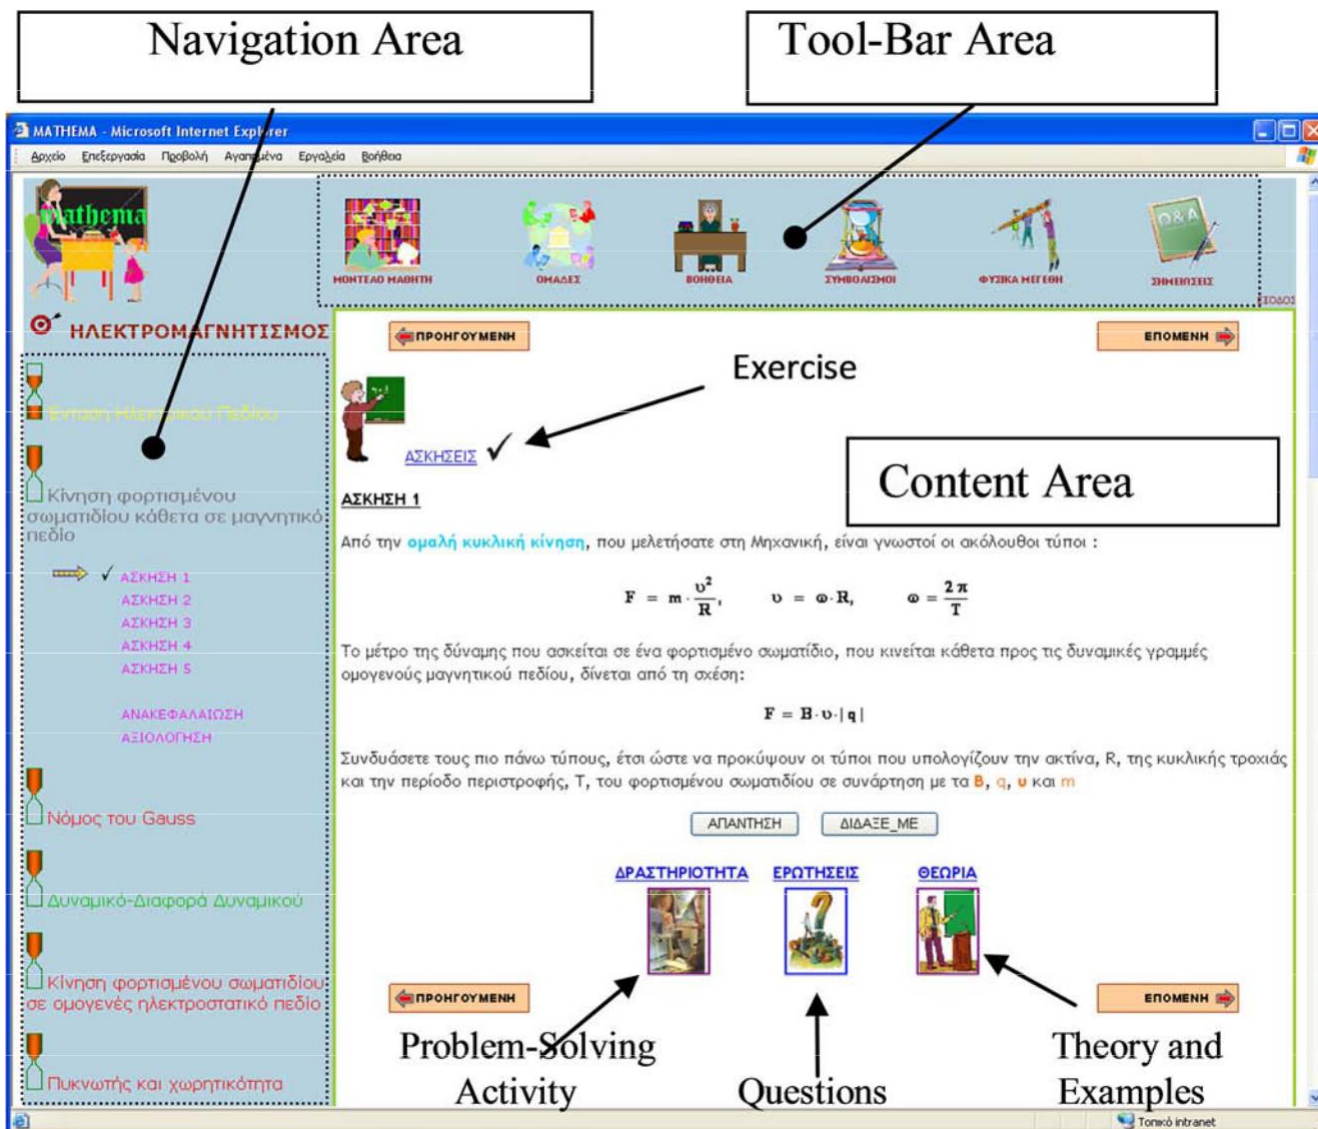 Navigation Area
Tool-Bar Area
MATHEMA - Microsoft Internet Explorer
Αρχείο Επεξεργασία Προβολή Αγαπημένα Εργαλεία Βοήθεια
mathema
Q&A
ΜΟΝΤΕΛΟ ΜΑΘΗΤΗ
ΟΜΑΔΕΣ
ΒΟΗΘΕΙΑ
ΣΥΜΒΟΛΙΣΜΟΙ
ΦΥΣΙΚΑ ΜΕΓΕΘΗ
ΣΗΜΕΙΩΣΕΙΣ
ΕΞΟΔΟΣ
ΗΛΕΚΤΡΟΜΑΓΝΗΤΙΣΜΟΣ
Ένταση Ηλεκτρικού Πεδίου
Κίνηση φορτισμένου
σωματιδίου κάθετα σε μαγνητικό
πεδίο
ΑΣΚΗΣΗ 1
ΑΣΚΗΣΗ 2
ΑΣΚΗΣΗ 3
ΑΣΚΗΣΗ 4
ΑΣΚΗΣΗ 5
ΑΝΑΚΕΦΑΛΑΙΩΣΗ
ΑΞΙΟΛΟΓΗΣΗ
Νόμος του Gauss
Δυναμικό-Διαφορά Δυναμικού
Κίνηση φορτισμένου σωματιδίου
σε ομογενές ηλεκτροστατικό πεδίο
Πυκνωτής και χωρητικότητα
ΠΡΟΗΓΟΥΜΕΝΗ
ΕΠΟΜΕΝΗ
Exercise
ΑΣΚΗΣΕΙΣ ✓
Content Area
ΑΣΚΗΣΗ 1
Από την ομαλή κυκλική κίνηση, που μελετήσατε στη Μηχανική, είναι γνωστοί οι ακόλουθοι τύποι :
F = m · υ²/R, υ = ω·R, ω = 2π/T
Το μέτρο της δύναμης που ασκείται σε ένα φορτισμένο σωματίδιο, που κινείται κάθετα προς τις δυναμικές γραμμές
ομογενούς μαγνητικού πεδίου, δίνεται από τη σχέση:
F = B·υ·|q|
Συνδυάσετε τους πιο πάνω τύπους, έτσι ώστε να προκύψουν οι τύποι που υπολογίζουν την ακτίνα, R, της κυκλικής τροχιάς
και την περίοδο περιστροφής, T, του φορτισμένου σωματιδίου σε συνάρτηση με τα B, q, υ και m
ΑΠΑΝΤΗΣΗ
ΔΙΔΑΞΕ_ΜΕ
ΔΡΑΣΤΗΡΙΟΤΗΤΑ
ΕΡΩΤΗΣΕΙΣ
ΘΕΩΡΙΑ
ΠΡΟΗΓΟΥΜΕΝΗ
ΕΠΟΜΕΝΗ
Problem-Solving
Activity
Questions
Theory and
Examples
Τοπικό intranet